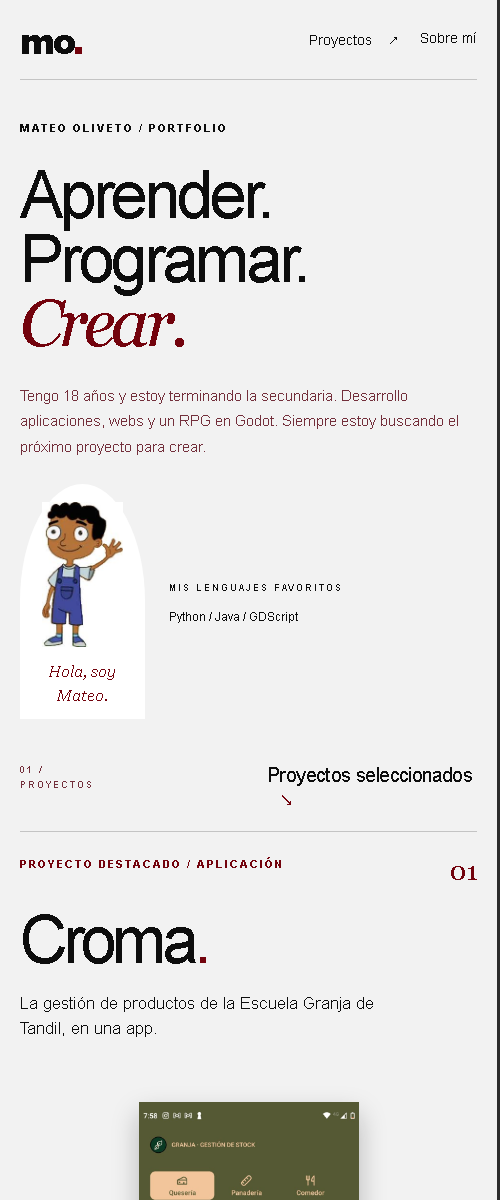 mo.
Proyectos ↗ Sobre mí
MATEO OLIVETO / PORTFOLIO
Aprender.
Programar.
Crear.
Tengo 18 años y estoy terminando la secundaria. Desarrollo
aplicaciones, webs y un RPG en Godot. Siempre estoy buscando el
próximo proyecto para crear.
MIS LENGUAJES FAVORITOS
Python / Java / GDScript
Hola, soy
Mateo.
01 /
PROYECTOS
Proyectos seleccionados
↘
PROYECTO DESTACADO / APLICACIÓN
01
Croma.
La gestión de productos de la Escuela Granja de
Tandil, en una app.
7:58
GRANJA · GESTIÓN DE STOCK
Quesería Panadería Comedor